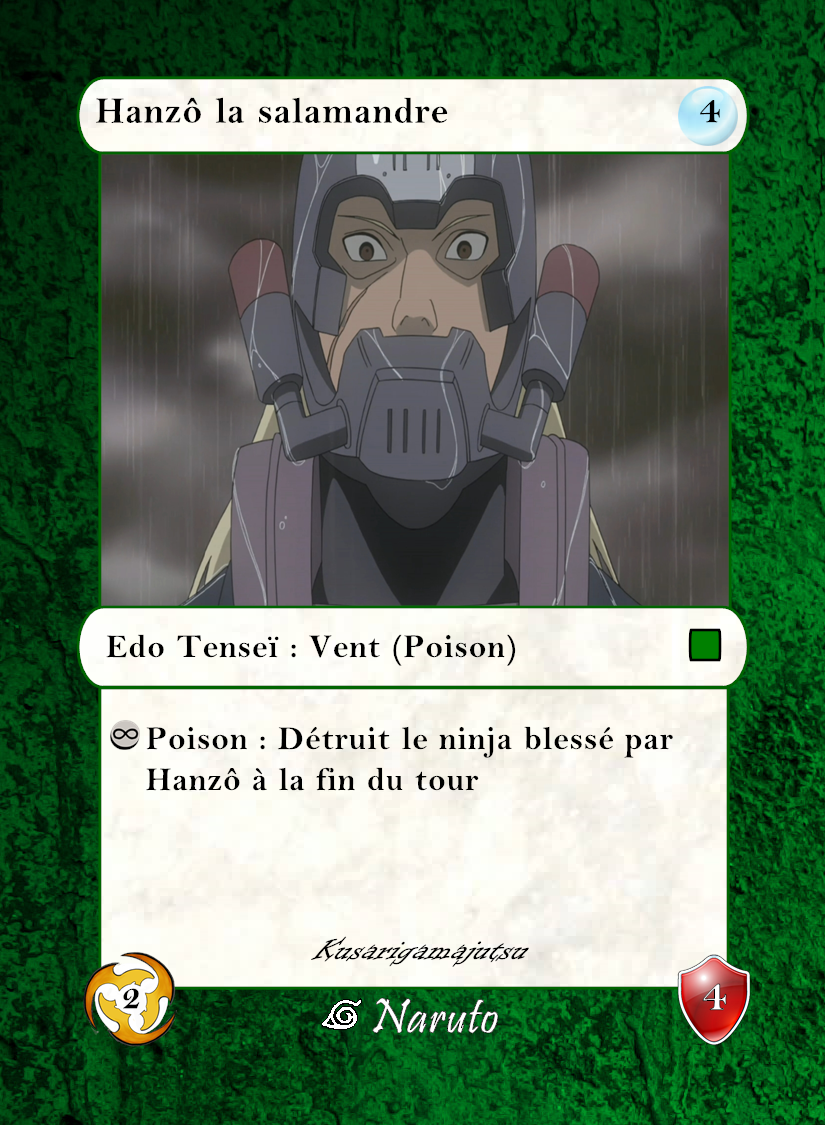 Hanzô la salamandre
4
Edo Tenseï : Vent (Poison)
∞ Poison : Détruit le ninja blessé par
Hanzô à la fin du tour
Kusarigamajutsu
2
Naruto
4